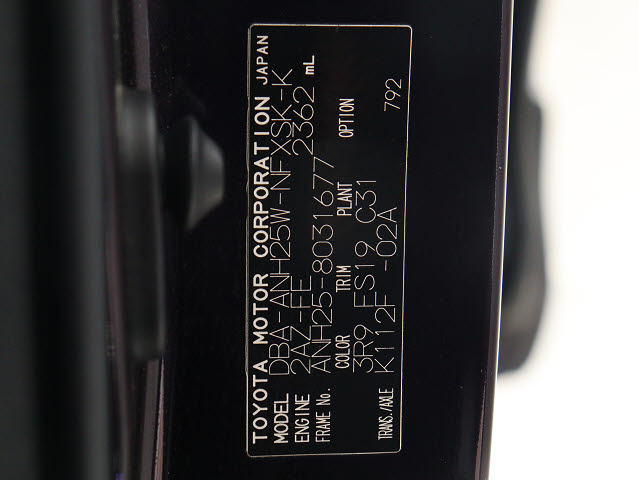 TOYOTA MOTOR CORPORATION JAPAN
MODEL DBA-ANH25W-NFXSK-K
ENGINE 2AZ-FE 2362 mL
FRAME No. ANH25-8031677
COLOR TRIM PLANT OPTION
3R9 FS19 C31
TRANS./AXLE K112F -02A 792